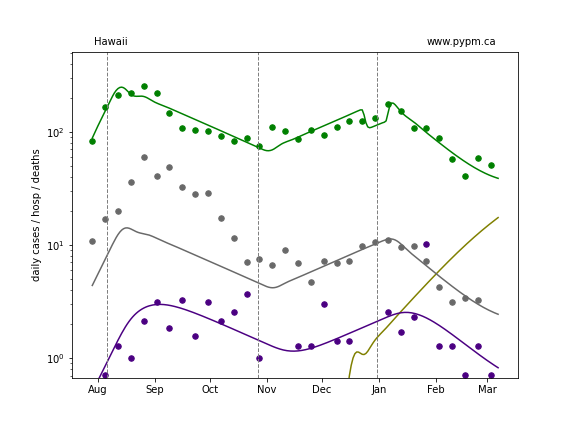 Hawaii www.pypm.ca
daily cases / hosp / deaths
10²
10¹
10⁰
Aug Sep Oct Nov Dec Jan Feb Mar